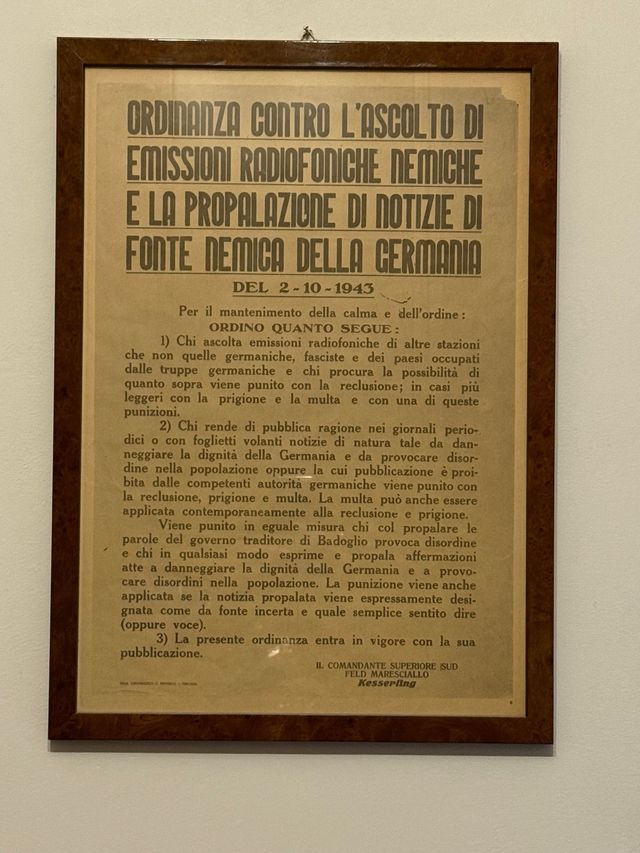 ORDINANZA CONTRO L'ASCOLTO DI
EMISSIONI RADIOFONICHE NEMICHE
E LA PROPALAZIONE DI NOTIZIE DI
FONTE NEMICA DELLA GERMANIA
DEL 2-10-1943
Per il mantenimento della calma e dell'ordine:
ORDINO QUANTO SEGUE:
1) Chi ascolta emissioni radiofoniche di altre stazioni
che non quelle germaniche, fasciste e dei paesi occupati
dalle truppe germaniche e chi procura la possibilità di
quanto sopra viene punito con la reclusione; in casi più
leggeri con la prigione e la multa e con una di queste
punizioni.
2) Chi rende di pubblica ragione nei giornali perio-
dici o con foglietti volanti notizie di natura tale da dan-
neggiare la dignità della Germania e da provocare disor-
dine nella popolazione oppure la cui pubblicazione è proi-
bita dalle competenti autorità germaniche viene punito con
la reclusione, prigione e multa. La multa può anche essere
applicata contemporaneamente alla reclusione e prigione.
Viene punito in eguale misura chi col propalare le
parole del governo traditore di Badoglio provoca disordine
e chi in qualsiasi modo esprime e propala affermazioni
atte a danneggiare la dignità della Germania e a provo-
care disordini nella popolazione. La punizione viene anche
applicata se la notizia propalata viene espressamente desi-
gnata come da fonte incerta e quale semplice sentito dire
(oppure voce).
3) La presente ordinanza entra in vigore con la sua
pubblicazione.
IL COMANDANTE SUPERIORE SUD
FELD MARESCIALLO
Kesserling